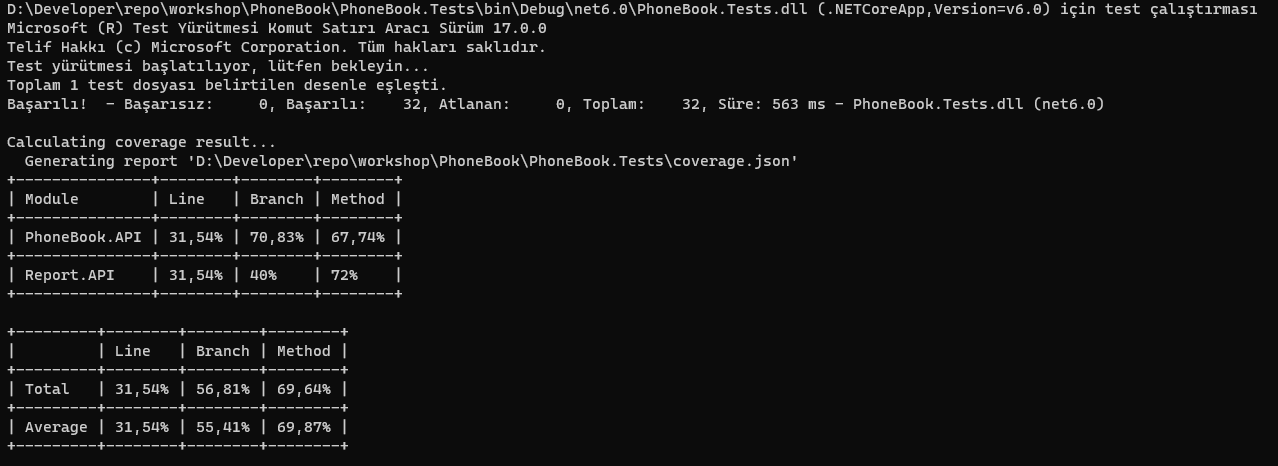 D:\Developer\repo\workshop\PhoneBook\PhoneBook.Tests\bin\Debug\net6.0\PhoneBook.Tests.dll (.NETCoreApp,Version=v6.0) için test çalıştırması
Microsoft (R) Test Yürütmesi Komut Satırı Aracı Sürüm 17.0.0
Telif Hakkı (c) Microsoft Corporation. Tüm hakları saklıdır.
Test yürütmesi başlatılıyor, lütfen bekleyin...
Toplam 1 test dosyası belirtilen desenle eşleşti.
Başarılı!  - Başarısız:     0, Başarılı:    32, Atlanan:     0, Toplam:    32, Süre: 563 ms - PhoneBook.Tests.dll (net6.0)

Calculating coverage result...
  Generating report 'D:\Developer\repo\workshop\PhoneBook\PhoneBook.Tests\coverage.json'
+---------------+--------+--------+--------+
| Module        | Line   | Branch | Method |
+---------------+--------+--------+--------+
| PhoneBook.API | 31,54% | 70,83% | 67,74% |
+---------------+--------+--------+--------+
| Report.API    | 31,54% | 40%    | 72%    |
+---------------+--------+--------+--------+

+---------+--------+--------+--------+
|         | Line   | Branch | Method |
+---------+--------+--------+--------+
| Total   | 31,54% | 56,81% | 69,64% |
+---------+--------+--------+--------+
| Average | 31,54% | 55,41% | 69,87% |
+---------+--------+--------+--------+